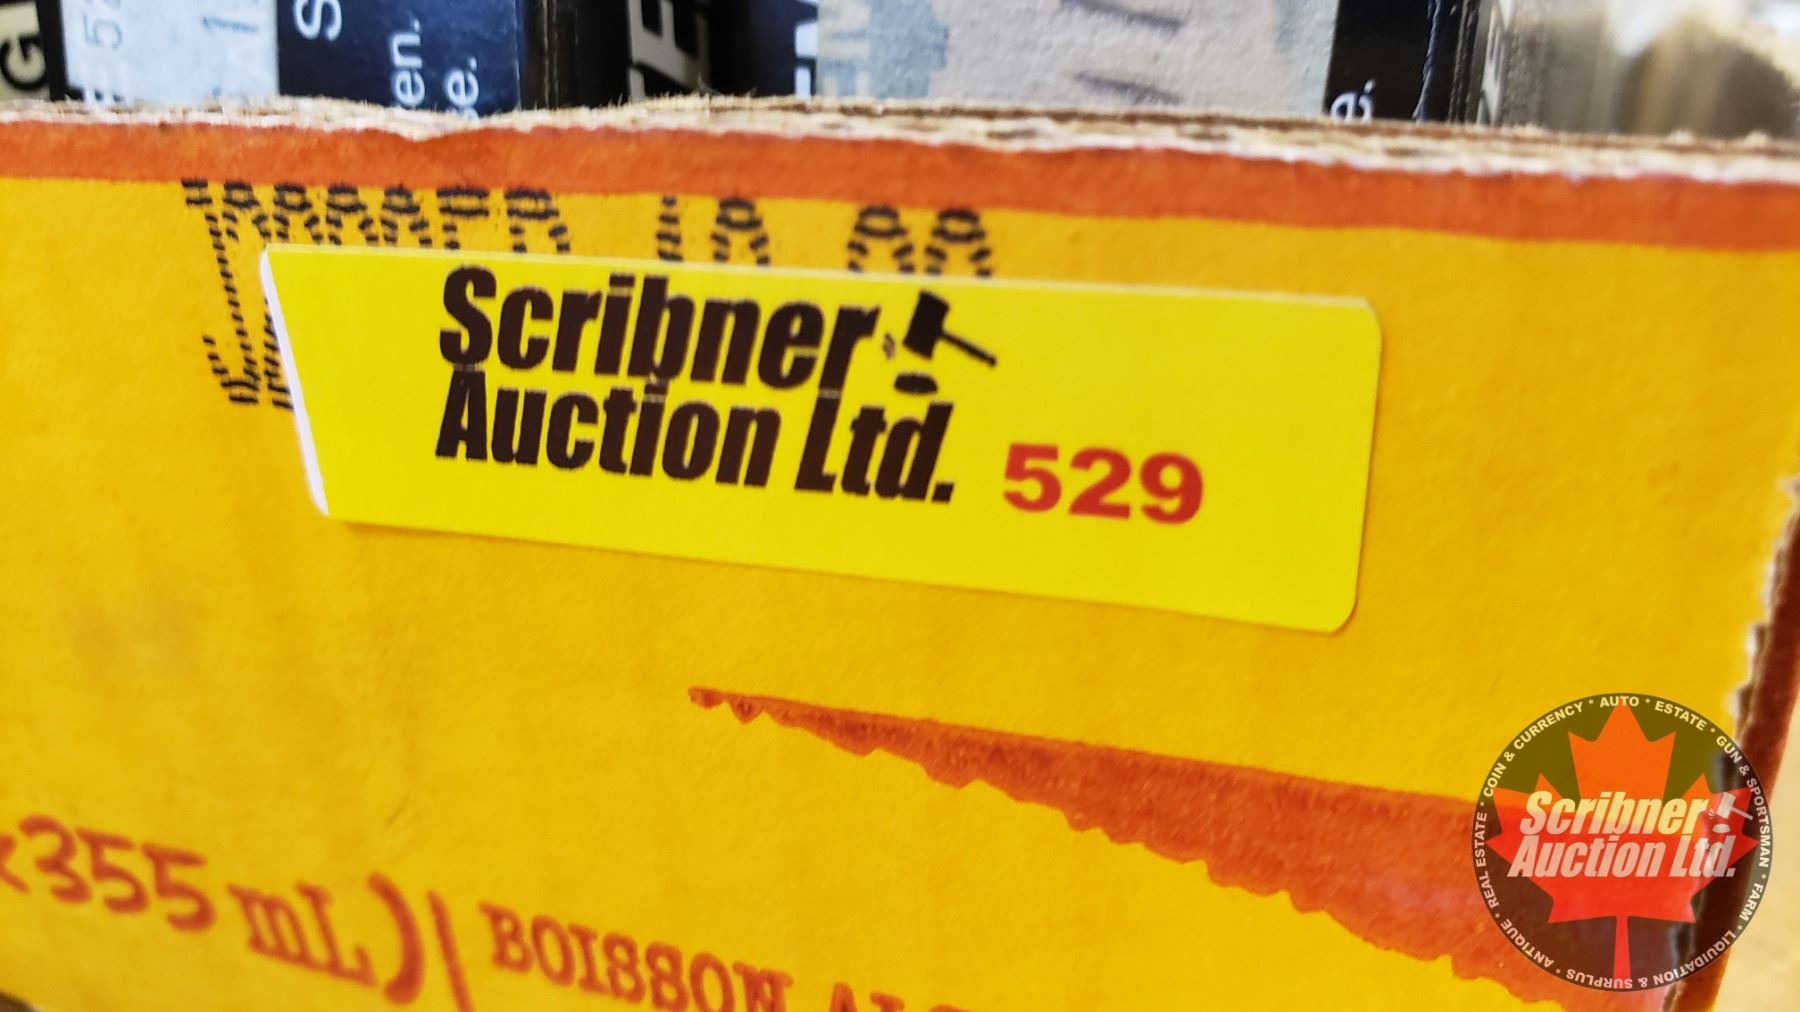 en.
e.
e.
Scribner
Auction Ltd. 529
x355 mL) | BOISSON
COIN & CURRENCY * AUTO * ESTATE * GUN & SPORTSMAN * FARM * LIQUIDATION & SURPLUS * ANTIQUE * REAL ESTATE *
Scribner
Auction Ltd.